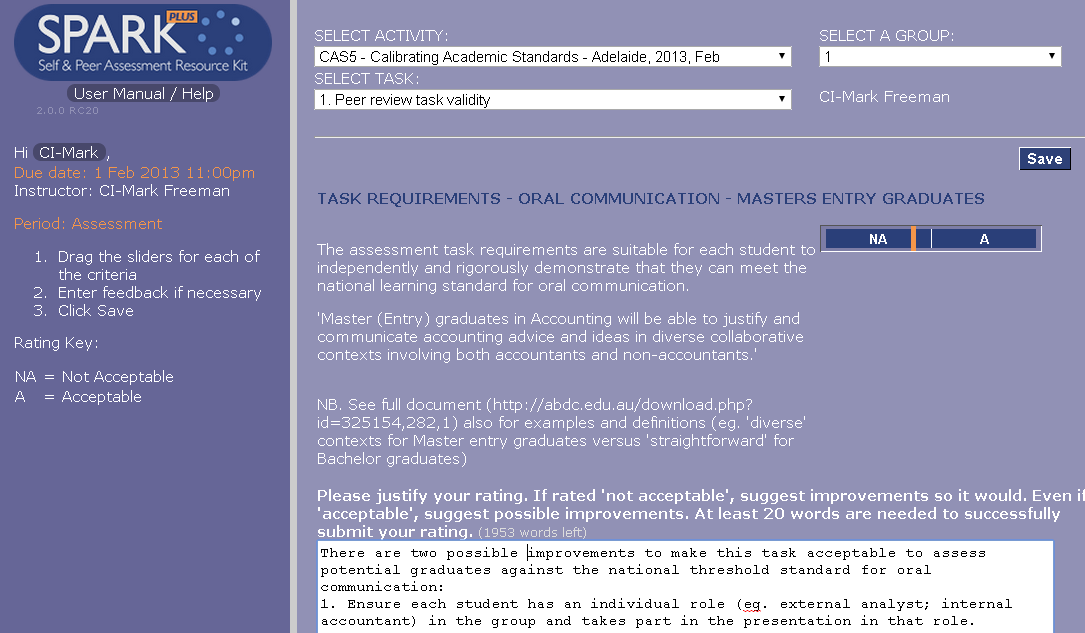 SPARK PLUS
Self & Peer Assessment Resource Kit
User Manual / Help
2.0.0 RC20
Hi CI-Mark ,
Due date: 1 Feb 2013 11:00pm
Instructor: CI-Mark Freeman
Period: Assessment
1. Drag the sliders for each of
the criteria
2. Enter feedback if necessary
3. Click Save
Rating Key:
NA = Not Acceptable
A = Acceptable
SELECT ACTIVITY:
CAS5 - Calibrating Academic Standards - Adelaide, 2013, Feb
SELECT TASK:
1. Peer review task validity
SELECT A GROUP:
1
CI-Mark Freeman
Save
TASK REQUIREMENTS - ORAL COMMUNICATION - MASTERS ENTRY GRADUATES
NA A
The assessment task requirements are suitable for each student to
independently and rigorously demonstrate that they can meet the
national learning standard for oral communication.
'Master (Entry) graduates in Accounting will be able to justify and
communicate accounting advice and ideas in diverse collaborative
contexts involving both accountants and non-accountants.'
NB. See full document (http://abdc.edu.au/download.php?
id=325154,282,1) also for examples and definitions (eg. 'diverse'
contexts for Master entry graduates versus 'straightforward' for
Bachelor graduates)
Please justify your rating. If rated 'not acceptable', suggest improvements so it would. Even if
'acceptable', suggest possible improvements. At least 20 words are needed to successfully
submit your rating. (1953 words left)
There are two possible improvements to make this task acceptable to assess
potential graduates against the national threshold standard for oral
communication:
1. Ensure each student has an individual role (eg. external analyst; internal
accountant) in the group and takes part in the presentation in that role.